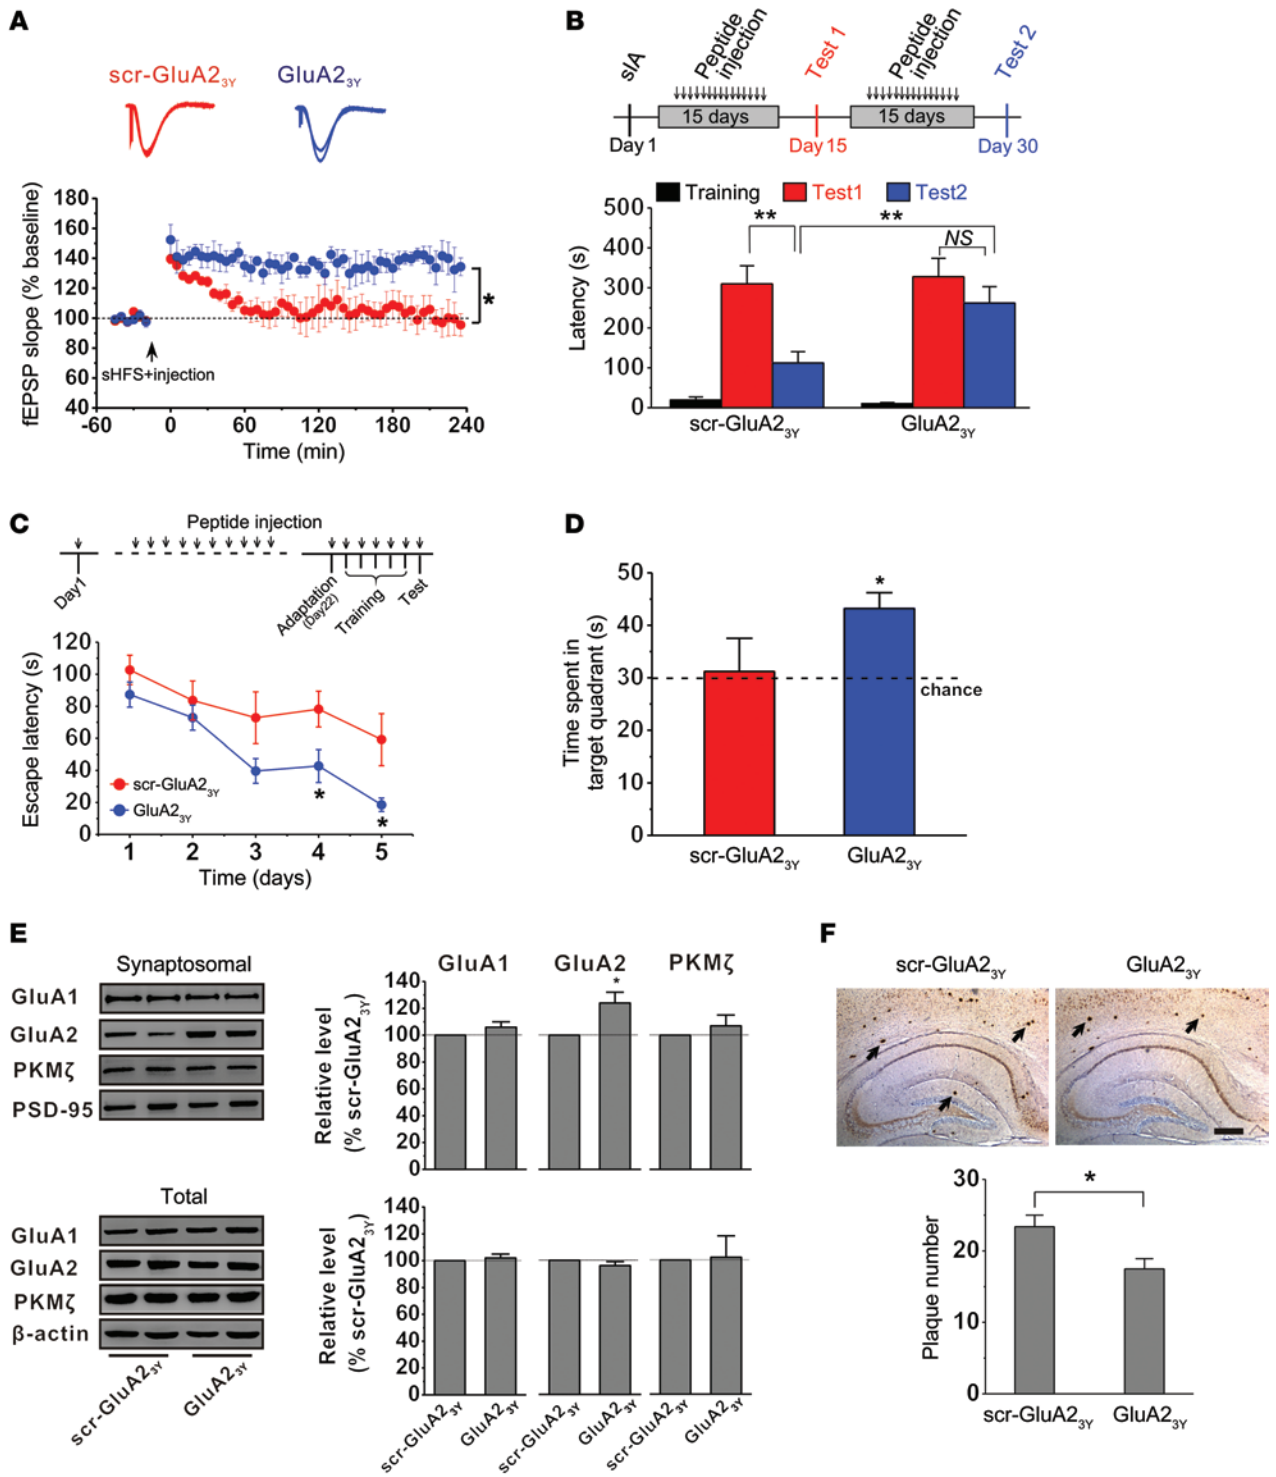 A
scr-GluA23Y
GluA23Y
fEPSP slope (% baseline)
180
160
140
120
100
80
60
40
*
sHFS+injection
-60
0
60
120
180
240
Time (min)
B
sIA
Peptide
injection
Test 1
Peptide
injection
Test 2
15 days
15 days
Day 1
Day 15
Day 30
Training
Test1
Test2
Latency (s)
500
400
300
200
100
0
**
**
NS
scr-GluA23Y
GluA23Y
C
Peptide injection
Day1
Adaptation
(Day22)
Training
Test
Escape latency (s)
120
100
80
60
40
20
0
scr-GluA23Y
GluA23Y
*
*
1
2
3
4
5
Time (days)
D
Time spent in
target quadrant (s)
50
40
30
20
10
0
*
chance
scr-GluA23Y
GluA23Y
E
Synaptosomal
GluA1
GluA2
PKMζ
PSD-95
Total
GluA1
GluA2
PKMζ
β-actin
scr-GluA23Y
GluA23Y
GluA1
GluA2
PKMζ
Relative level
(% scr-GluA23Y)
140
120
100
80
60
40
20
0
*
Relative level
(% scr-GluA23Y)
140
120
100
80
60
40
20
0
scr-GluA23Y
GluA23Y
scr-GluA23Y
GluA23Y
scr-GluA23Y
GluA23Y
F
scr-GluA23Y
GluA23Y
Plaque number
30
20
10
0
*
scr-GluA23Y
GluA23Y